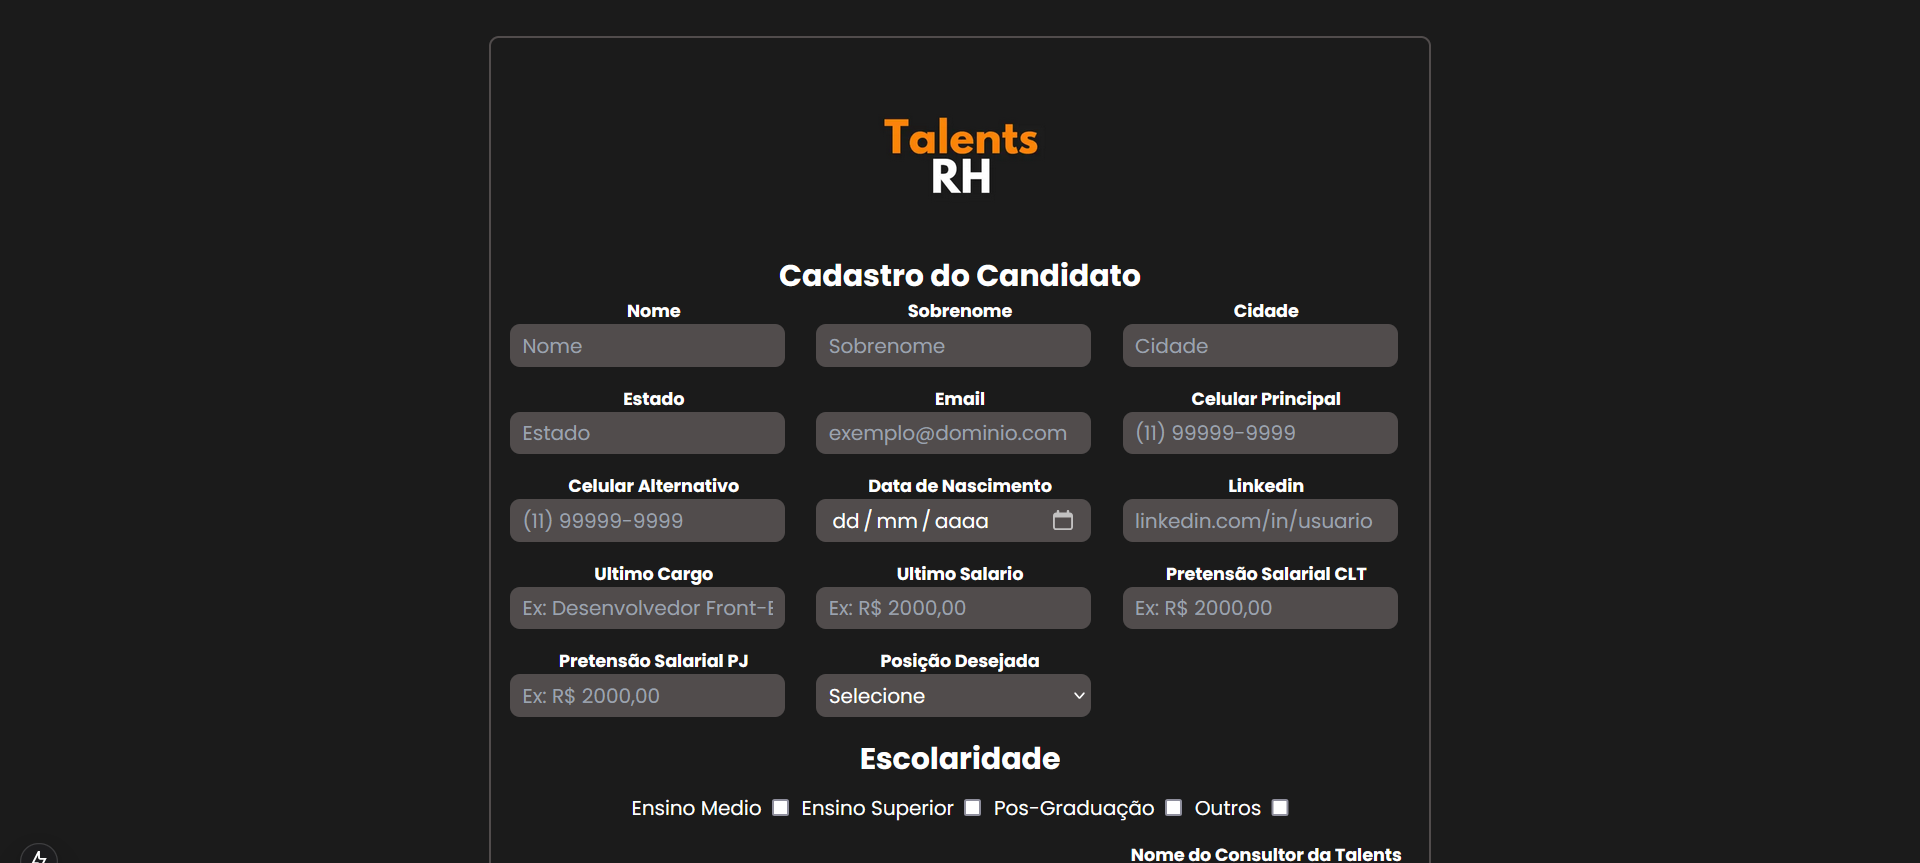 Talents
RH
Cadastro do Candidato
Nome Sobrenome Cidade
Nome Sobrenome Cidade
Estado Email Celular Principal
Estado exemplo@dominio.com (11) 99999-9999
Celular Alternativo Data de Nascimento Linkedin
(11) 99999-9999 dd/mm/aaaa linkedin.com/in/usuario
Ultimo Cargo Ultimo Salario Pretensão Salarial CLT
Ex: Desenvolvedor Front-E Ex: R$ 2000,00 Ex: R$ 2000,00
Pretensão Salarial PJ Posição Desejada
Ex: R$ 2000,00 Selecione
Escolaridade
Ensino Medio Ensino Superior Pos-Graduação Outros
Nome do Consultor da Talents